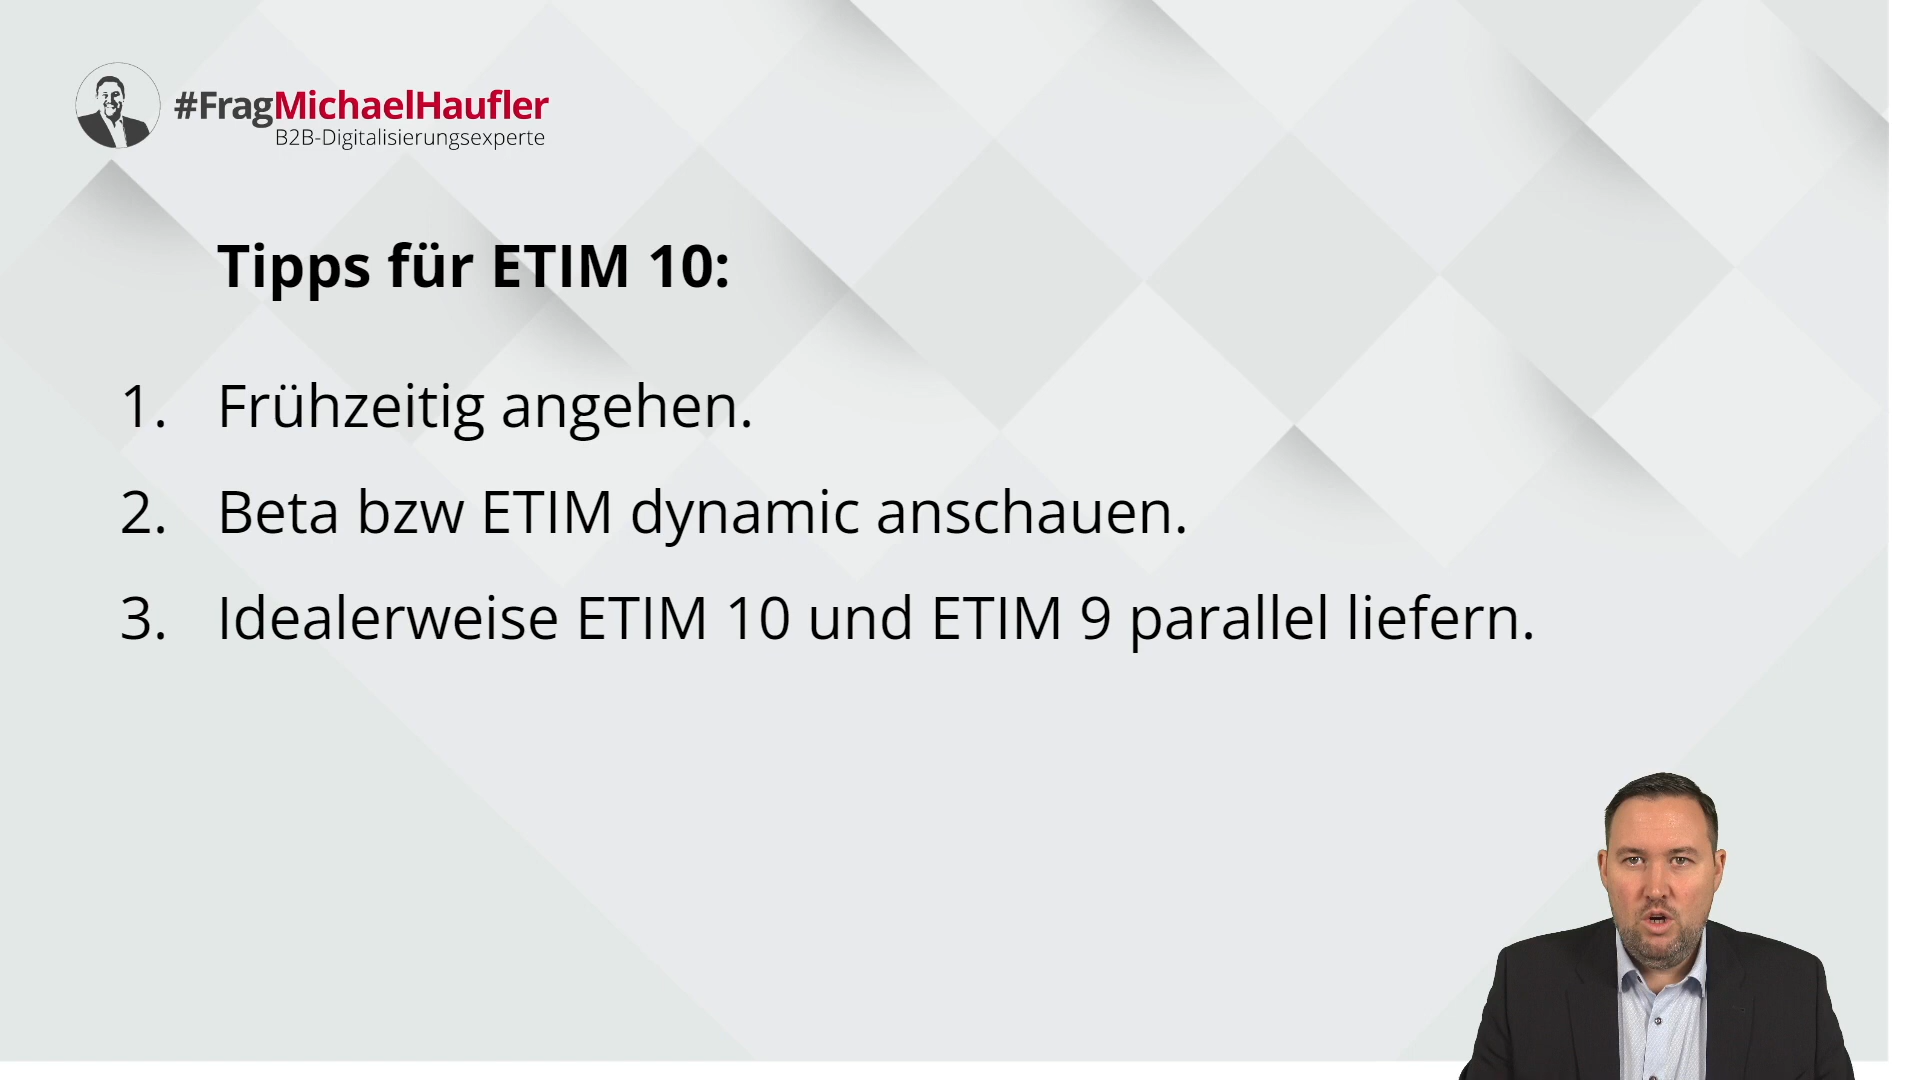 #FragMichaelHaufler
B2B-Digitalisierungsexperte
Tipps für ETIM 10:
1. Frühzeitig angehen.
2. Beta bzw ETIM dynamic anschauen.
3. Idealerweise ETIM 10 und ETIM 9 parallel liefern.